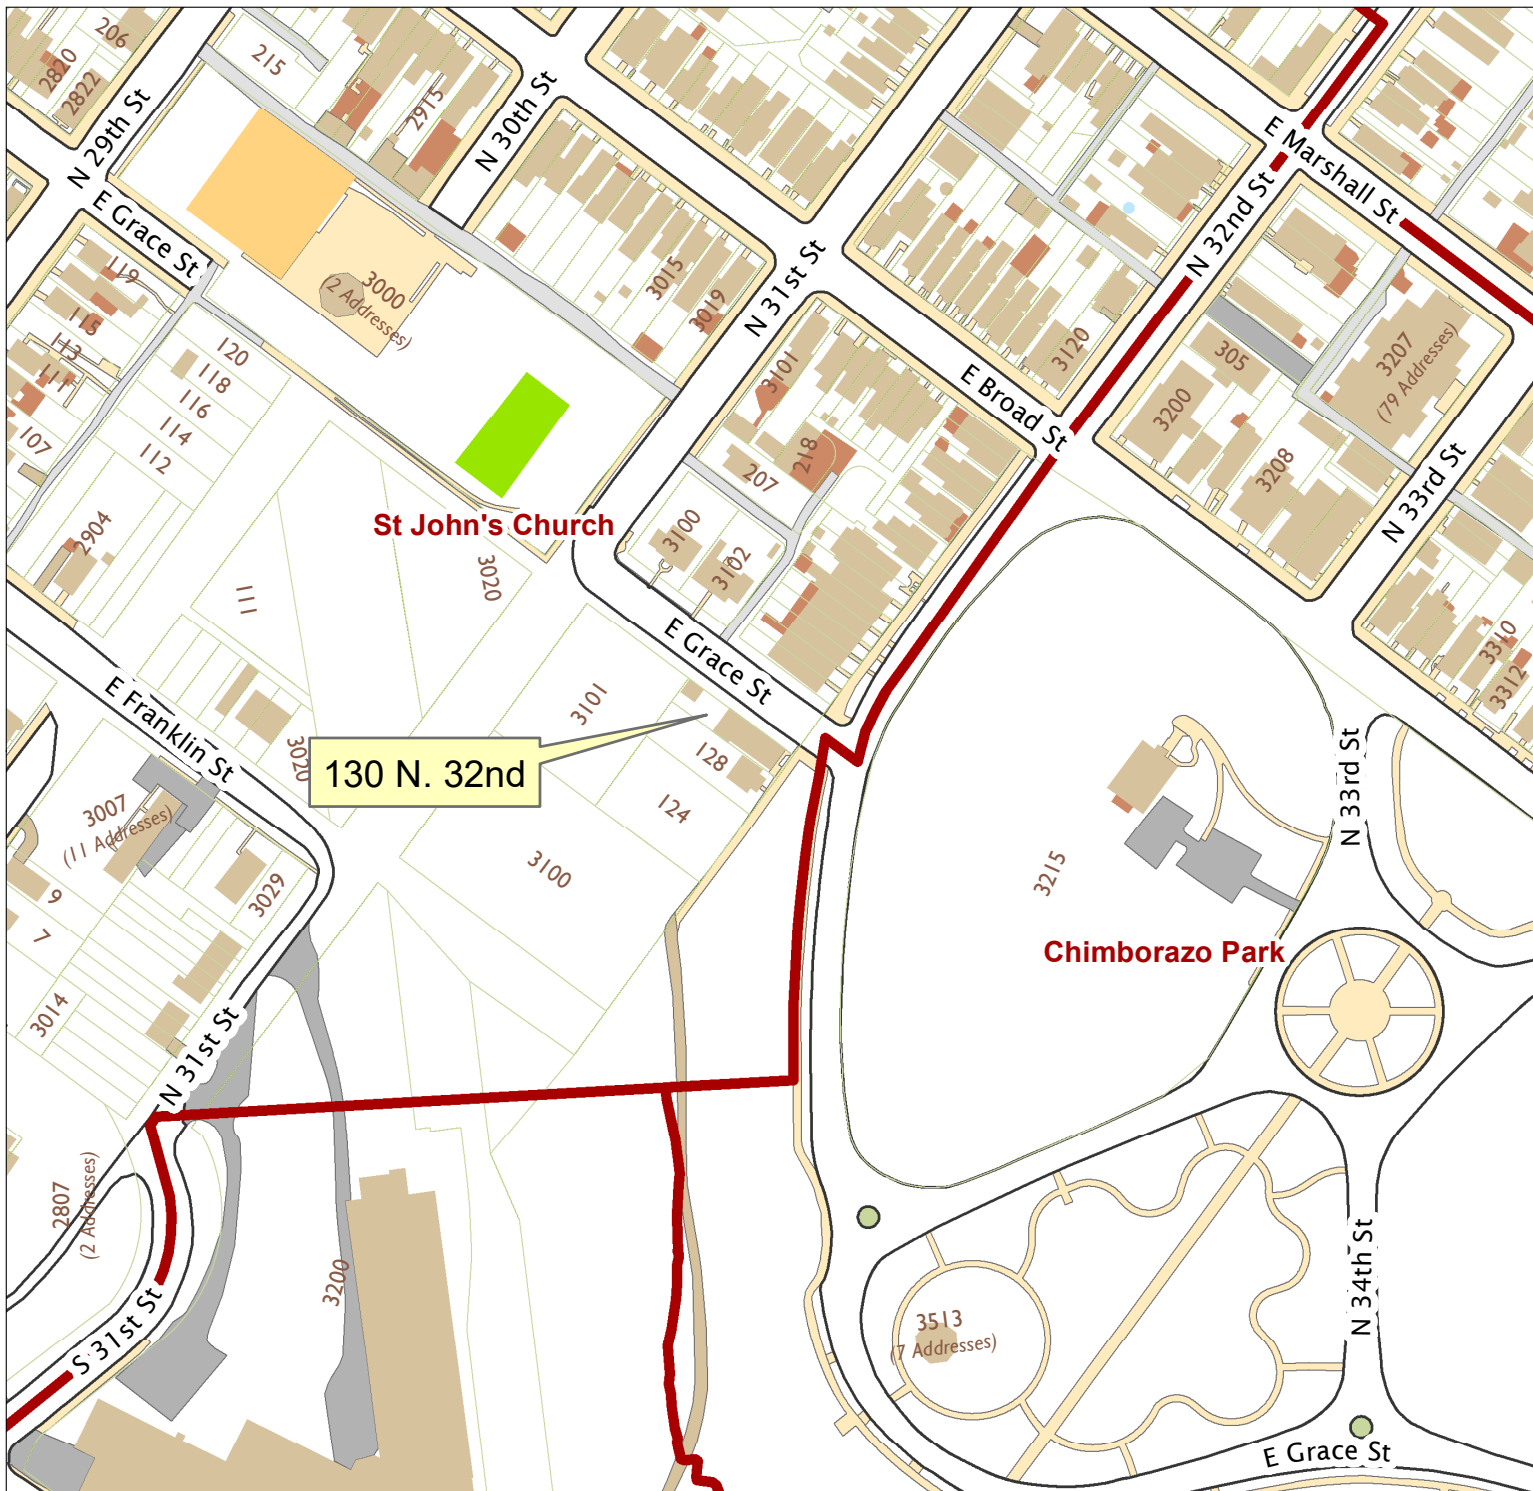 206
2820
2822
215
2915
N 29th St
N 30th St
E Marshall St
E Grace St
N 32nd St
119
115
113
111
107
3000
(2 Addresses)
3015
3019
N 31st St
120
118
116
114
112
3101
218
207
3120
E Broad St
305
3200
3207
(79 Addresses)
3208
N 33rd St
2904
St John's Church
3100
3102
3020
111
E Grace St
3310
3312
E Franklin St
3020
3101
128
124
130 N. 32nd
N 33rd St
3007
(11 Addresses)
9
7
3029
3100
3215
Chimborazo Park
3014
N 31st St
2807
(2 Addresses)
3200
S 31st St
N 34th St
3513
(7 Addresses)
E Grace St